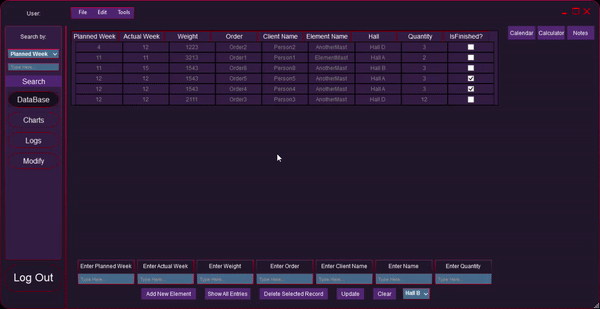 User:
File Edit Tools
Search by:
Planned Week
Type Here...
Search
DataBase
Charts
Logs
Modify
Log Out
Planned Week Actual Week Weight Order Client Name Element Name Hall Quantity IsFinished?
4 12 1223 Order2 Person2 AnotherMast Hall D 3
11 11 3213 Order1 Person1 ElementMast Hall A 2
11 15 1543 Order6 Person6 AnotherMast Hall B 3
12 12 1543 Order5 Person5 AnotherMast Hall A 3
12 12 1543 Order4 Person4 AnotherMast Hall A 3
12 12 2111 Order3 Person3 AnotherMast Hall D 12
Calendar Calculator Notes
Enter Planned Week Enter Actual Week Enter Weight Enter Order Enter Client Name Enter Name Enter Quantity
Type Here... Type Here... Type Here... Type Here... Type Here... Type Here... Type Here...
Add New Element Show All Entries Delete Selected Record Update Clear Hall B